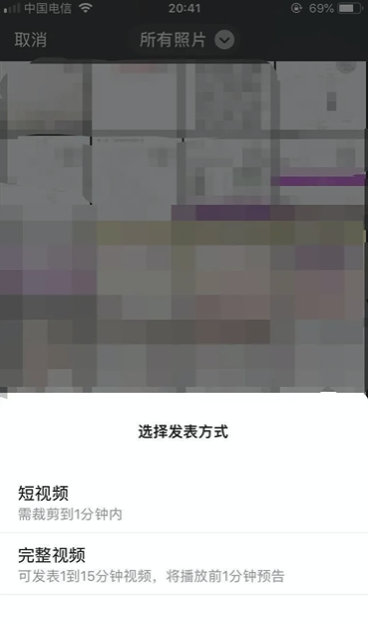 中国电信 20:41 69%
取消 所有照片
选择发表方式
短视频
需裁剪到1分钟内
完整视频
可发表1到15分钟视频，将播放前1分钟预告